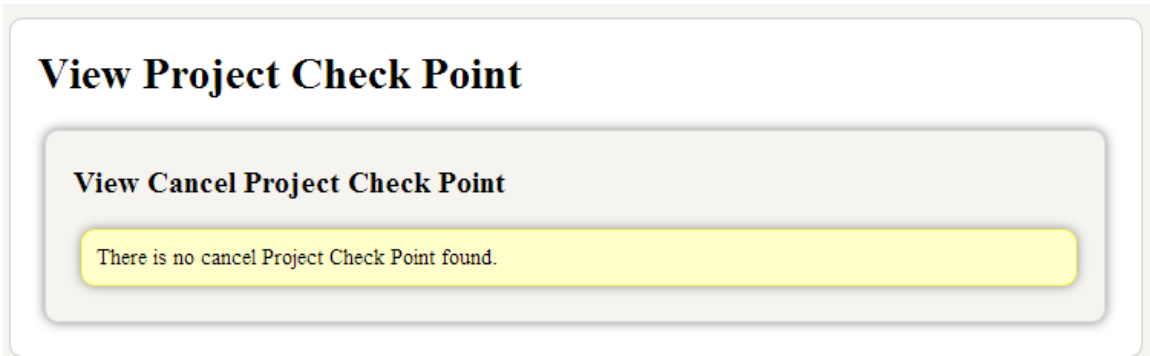 View Project Check Point
View Cancel Project Check Point
There is no cancel Project Check Point found.